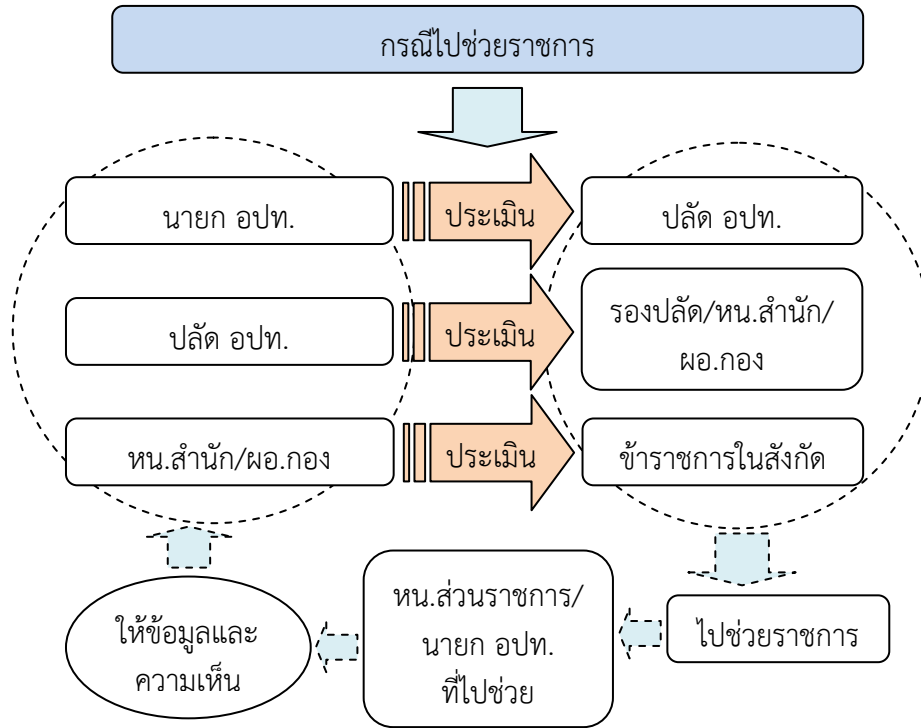 กรณีไปช่วยราชการ
นายก อปท.
ประเมิน
ปลัด อปท.
ปลัด อปท.
ประเมิน
รองปลัด/หน.สำนัก/
ผอ.กอง
หน.สำนัก/ผอ.กอง
ประเมิน
ข้าราชการในสังกัด
ไปช่วยราชการ
หน.ส่วนราชการ/
นายก อปท.
ที่ไปช่วย
ให้ข้อมูลและ
ความเห็น